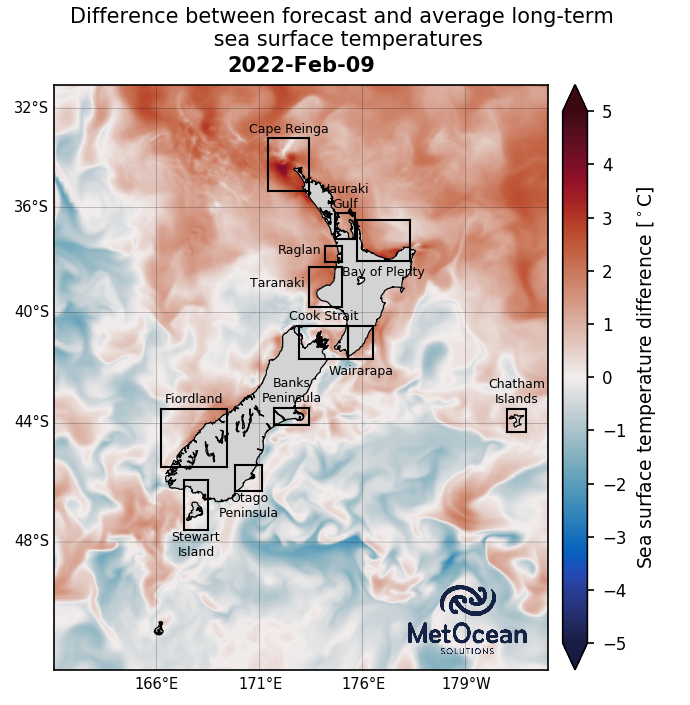 Difference between forecast and average long-term
sea surface temperatures
2022-Feb-09
32°S
36°S
40°S
44°S
48°S
Cape Reinga
Hauraki
Gulf
Raglan
Bay of Plenty
Taranaki
Cook Strait
Wairarapa
Banks
Peninsula
Fiordland
Chatham
Islands
Otago
Peninsula
Stewart
Island
MetOcean
SOLUTIONS
166°E
171°E
176°E
179°W
5
4
3
2
1
0
−1
−2
−3
−4
−5
Sea surface temperature difference [°C]